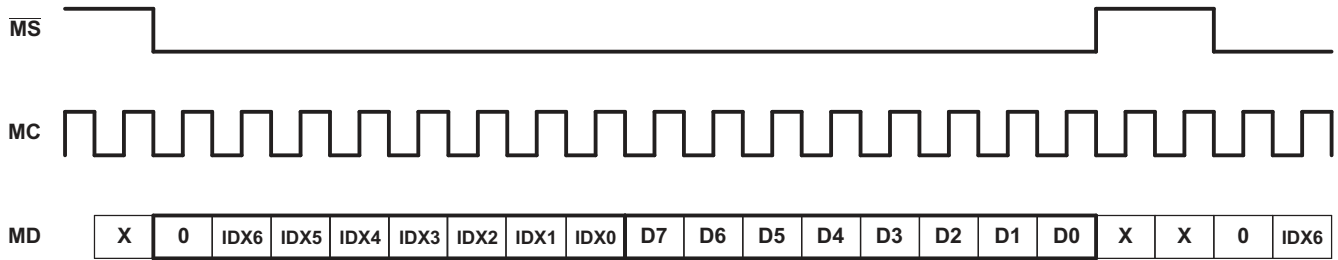 MS
MC
MD X 0 IDX6 IDX5 IDX4 IDX3 IDX2 IDX1 IDX0 D7 D6 D5 D4 D3 D2 D1 D0 X X 0 IDX6